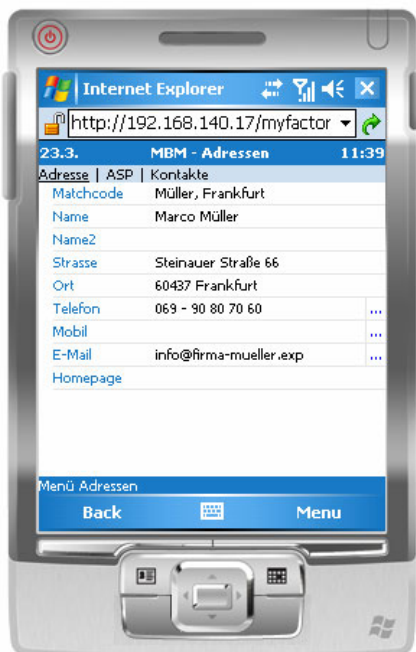 Internet Explorer
http://192.168.140.17/myfactor
23.3. MBM - Adressen 11:39
Adresse | ASP | Kontakte
Matchcode Müller, Frankfurt
Name Marco Müller
Name2
Strasse Steinauer Straße 66
Ort 60437 Frankfurt
Telefon 069 - 90 80 70 60 ...
Mobil ...
E-Mail info@firma-mueller.exp ...
Homepage
Menü Adressen
Back Menu